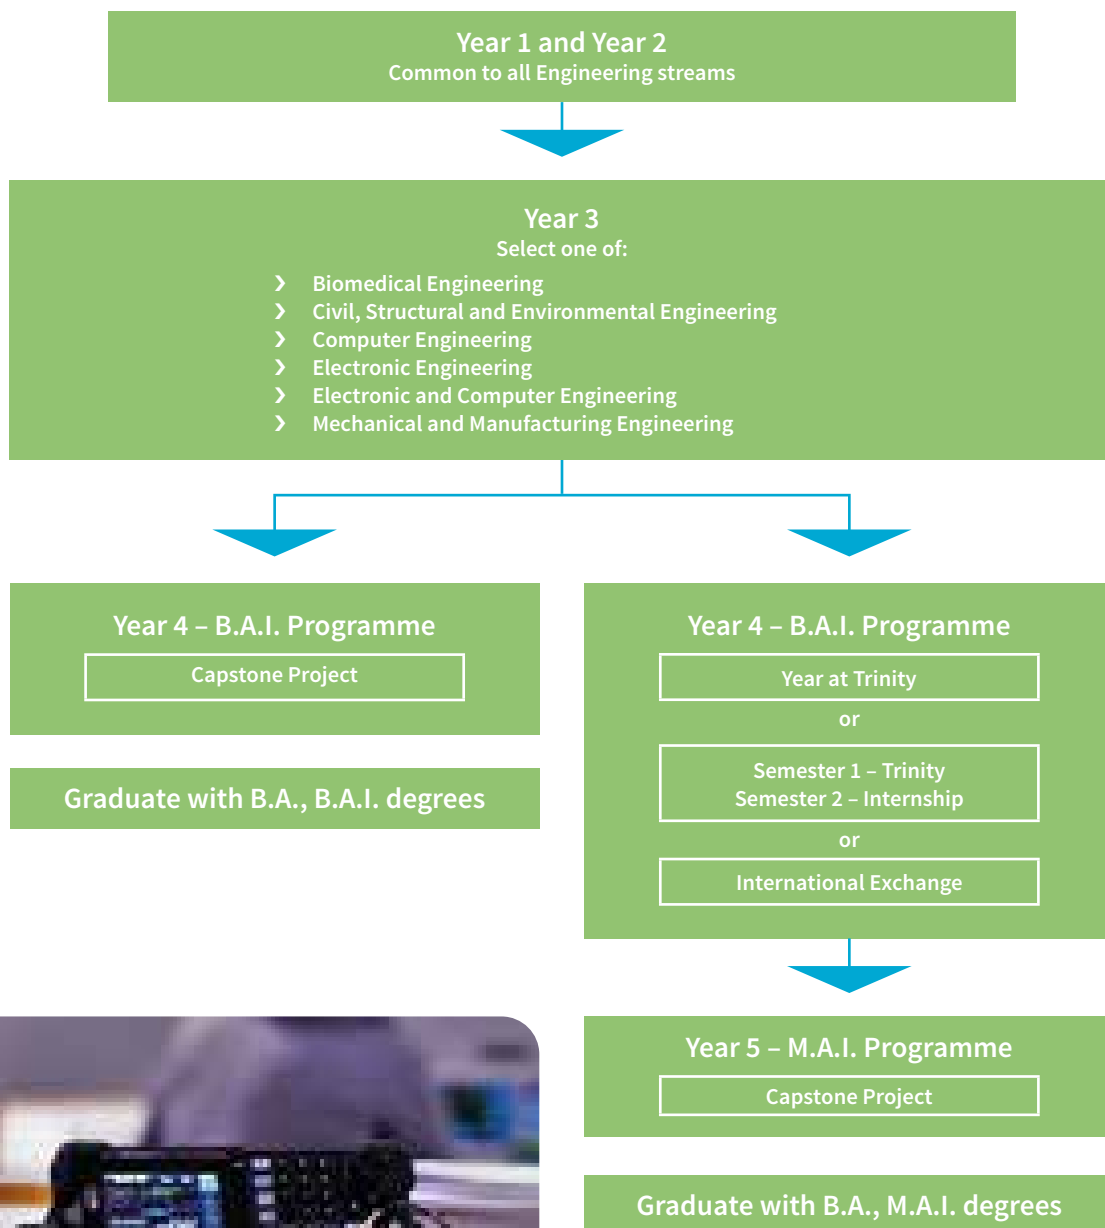 Year 1 and Year 2
Common to all Engineering streams
Year 3
Select one of:
❯ Biomedical Engineering
❯ Civil, Structural and Environmental Engineering
❯ Computer Engineering
❯ Electronic Engineering
❯ Electronic and Computer Engineering
❯ Mechanical and Manufacturing Engineering
Year 4 – B.A.I. Programme
Capstone Project
Graduate with B.A., B.A.I. degrees
Year 4 – B.A.I. Programme
Year at Trinity
or
Semester 1 – Trinity
Semester 2 – Internship
or
International Exchange
Year 5 – M.A.I. Programme
Capstone Project
Graduate with B.A., M.A.I. degrees